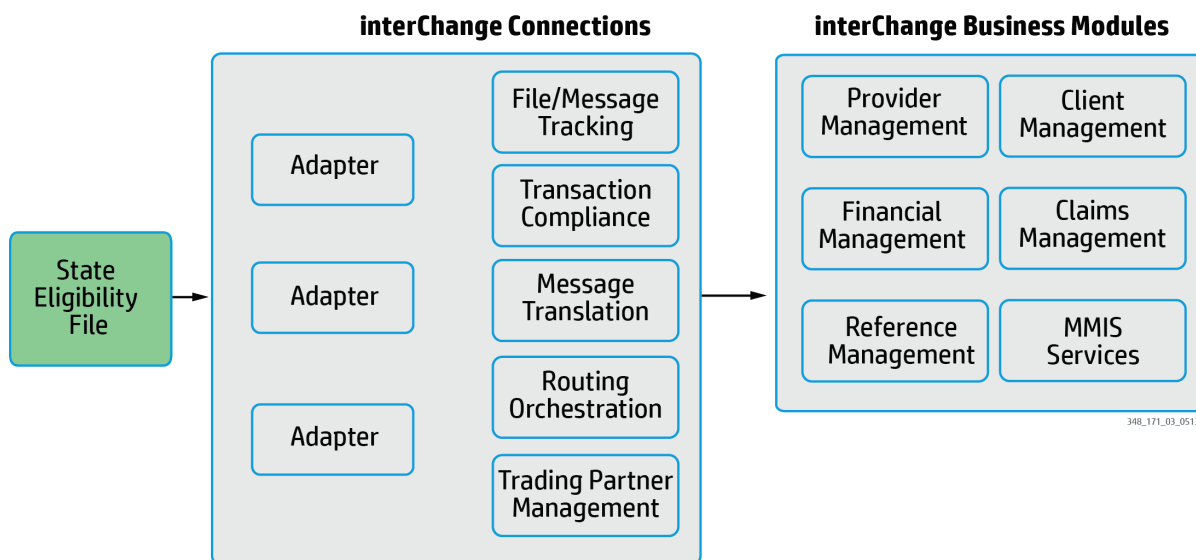 interChange Connections
interChange Business Modules
State
Eligibility
File
Adapter
Adapter
Adapter
File/Message
Tracking
Transaction
Compliance
Message
Translation
Routing
Orchestration
Trading Partner
Management
Provider
Management
Client
Management
Financial
Management
Claims
Management
Reference
Management
MMIS
Services